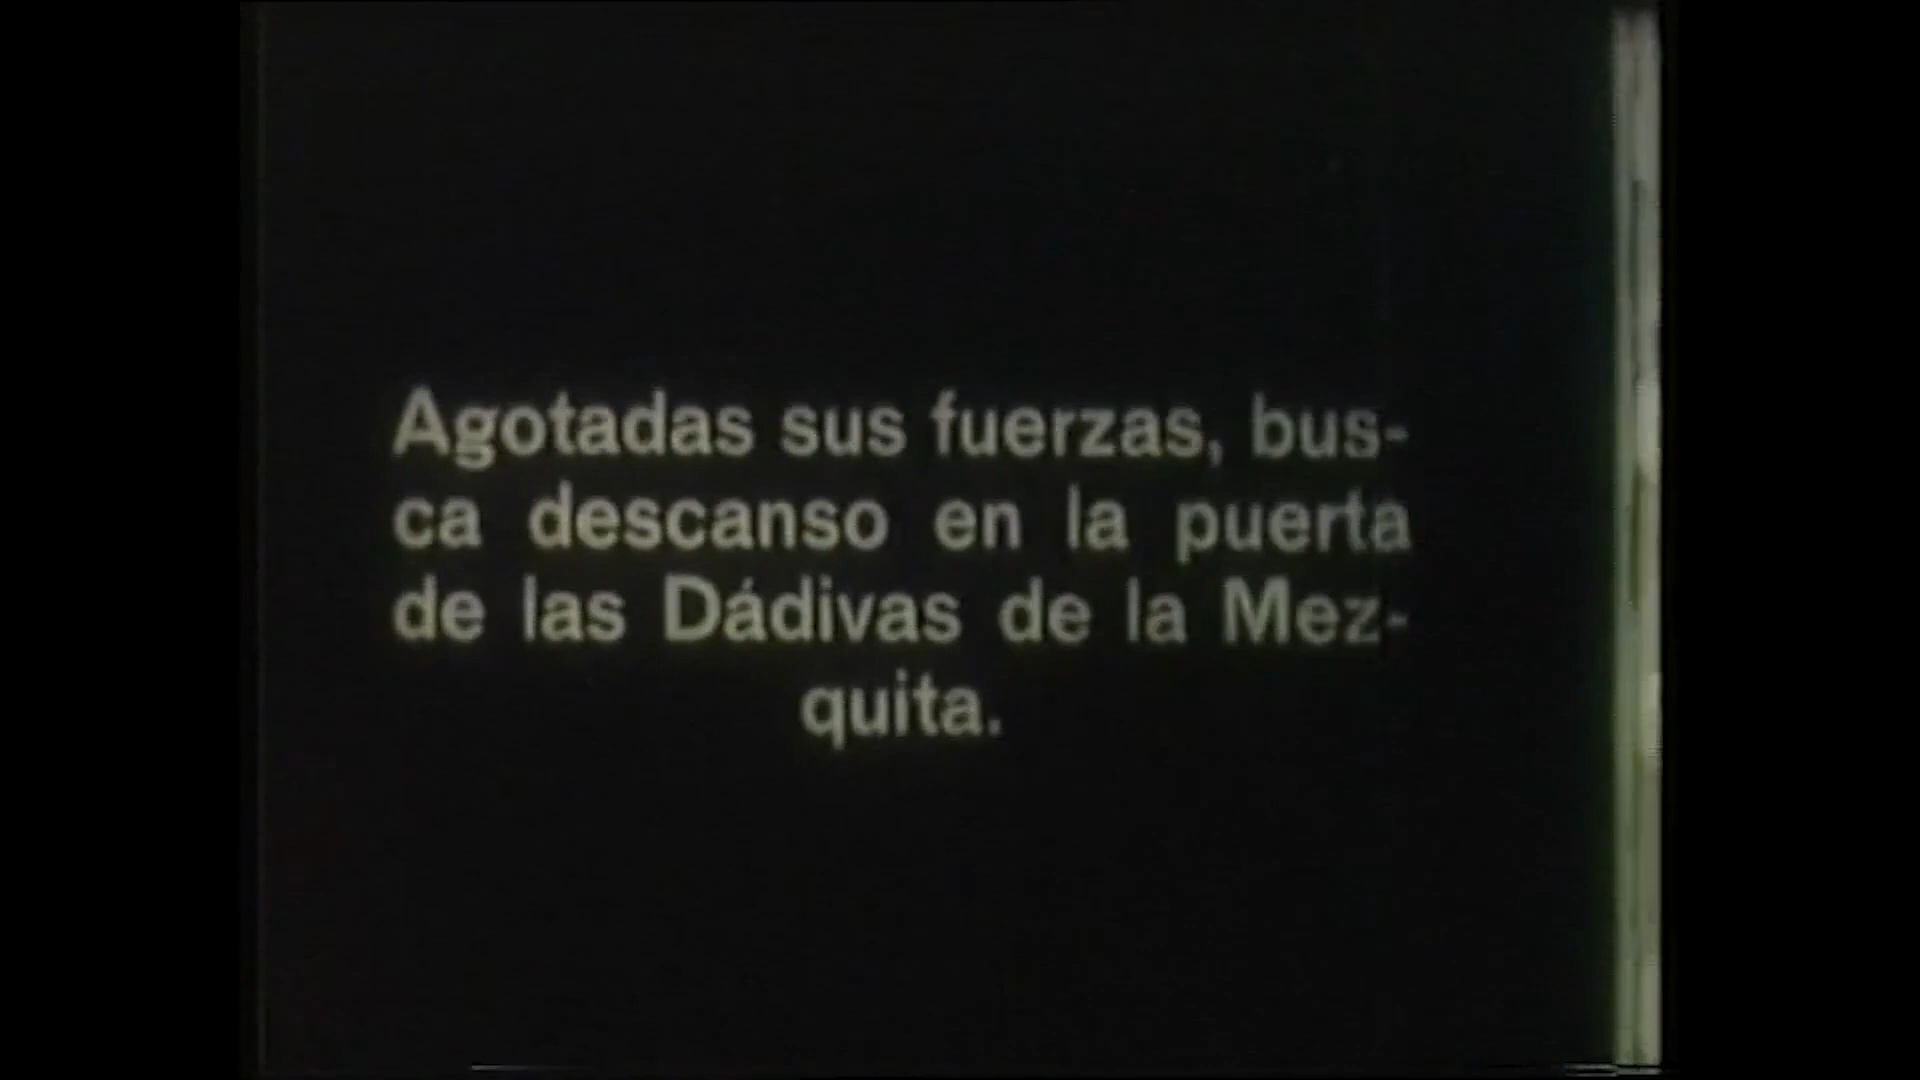 Agotadas sus fuerzas, bus-
ca descanso en la puerta
de las Dádivas de la Mez-
quita.